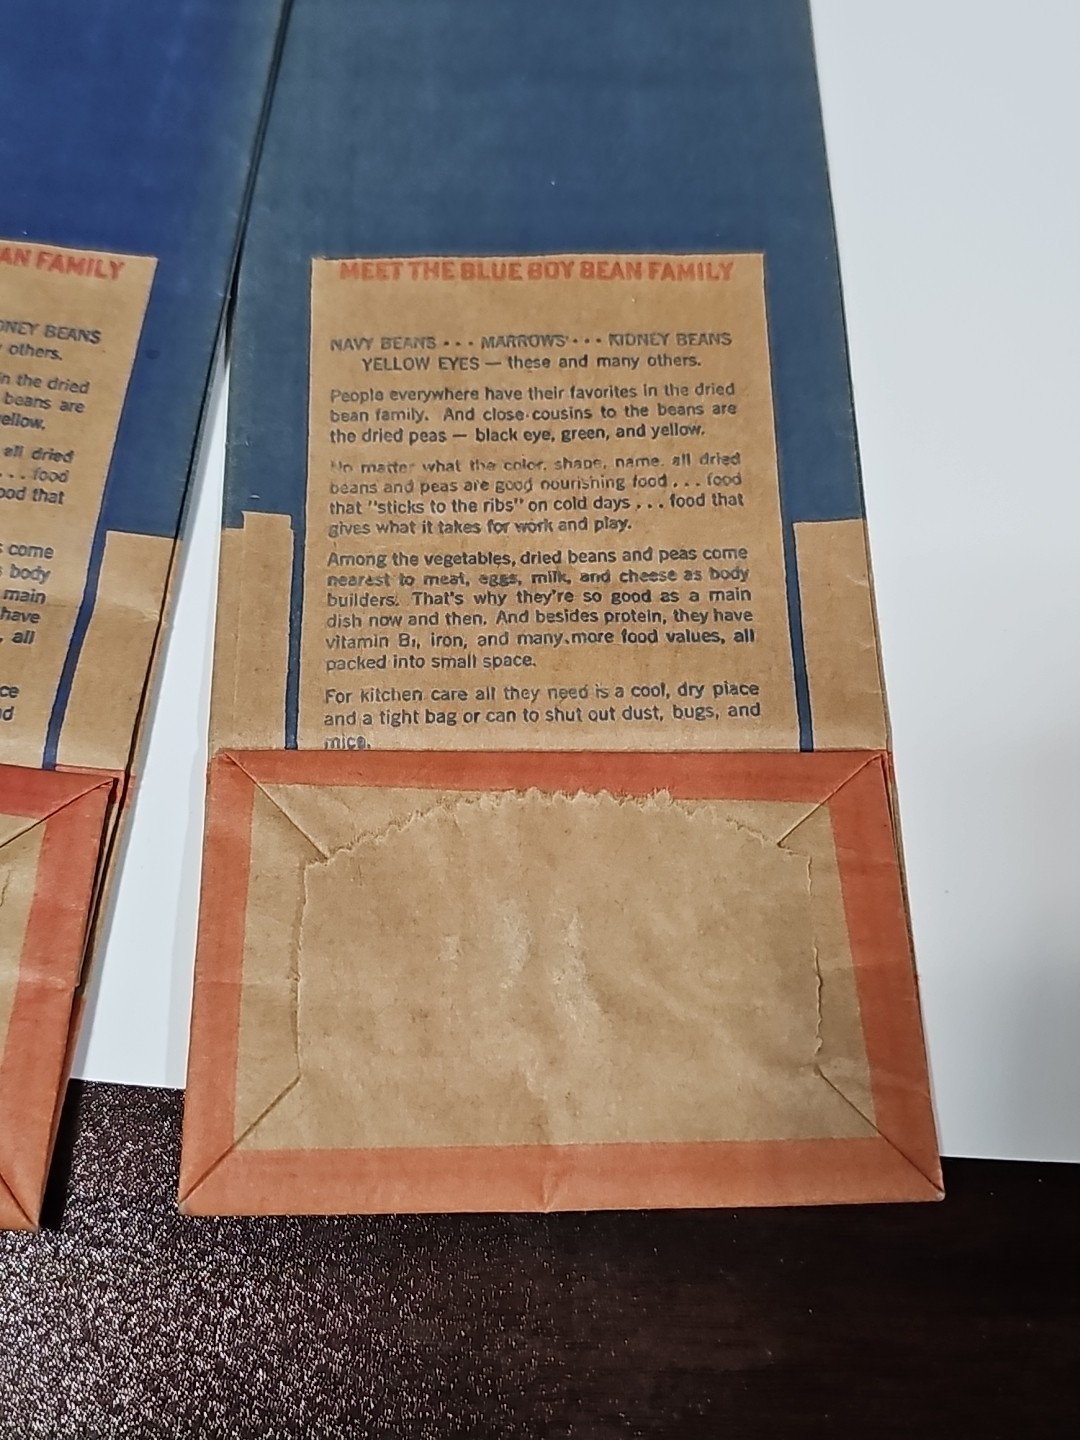 AN FAMILY
DNEY BEANS
others.
in the dried
beans are
yellow.
all dried
... food
ood that
come
body
main
have
, all
ce
MEET THE BLUE BOY BEAN FAMILY
NAVY BEANS ... MARROWS ... KIDNEY BEANS
YELLOW EYES — these and many others.
People everywhere have their favorites in the dried
bean family. And close cousins to the beans are
the dried peas — black eye, green, and yellow.
No matter what the color, shape, name, all dried
beans and peas are good nourishing food ... food
that "sticks to the ribs" on cold days ... food that
gives what it takes for work and play.
Among the vegetables, dried beans and peas come
nearest to meat, eggs, milk, and cheese as body
builders. That's why they're so good as a main
dish now and then. And besides protein, they have
vitamin B₁, iron, and many more food values, all
packed into small space.
For kitchen care all they need is a cool, dry place
and a tight bag or can to shut out dust, bugs, and
mice.